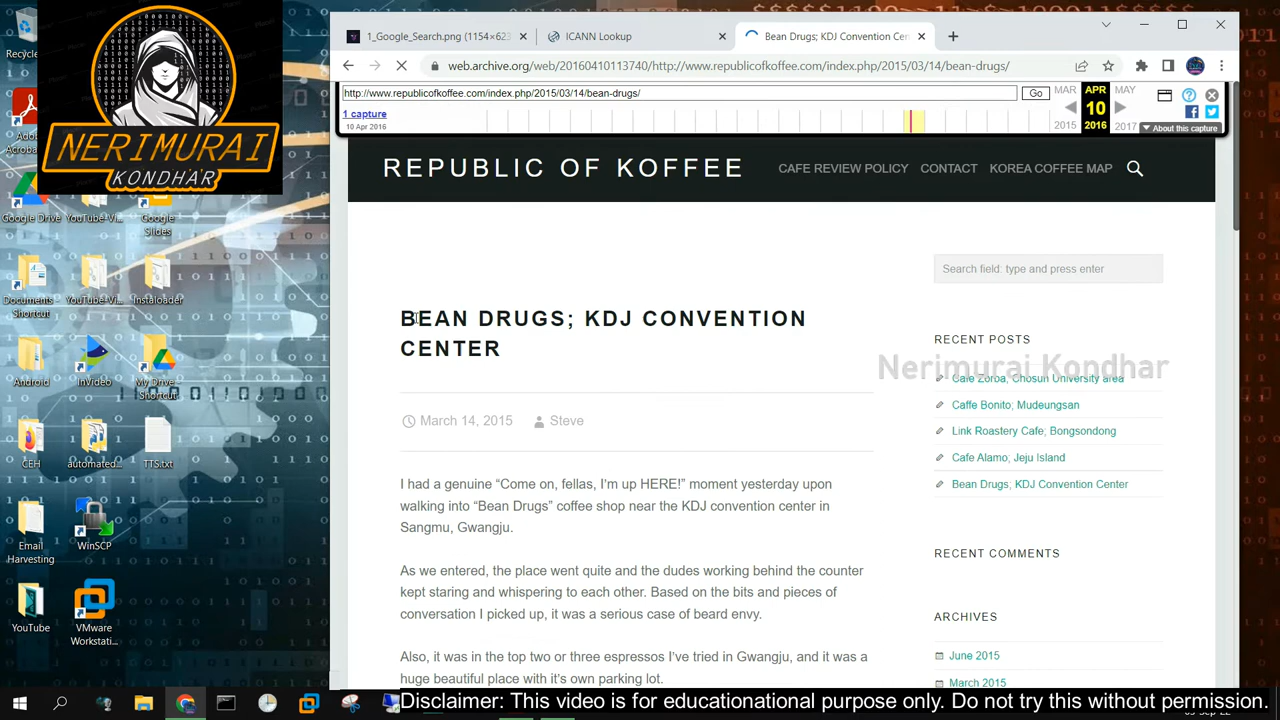 NERIMURAI
KONDHAR
Recycle
Ado
Acroba
Google Drive
YouTube-Vi...
Google
Slides
Documents -
Shortcut
YouTube-Vi...
Instaloader
Android
InVideo
My Drive -
Shortcut
CEH
automated...
TTS.txt
Email
Harvesting
WinSCP
YouTube
VMware
Workstati...
1_Google_Search.png (1154×623
ICANN Lookup
Bean Drugs; KDJ Convention Cen
web.archive.org/web/20160410113740/http://www.republicofkoffee.com/index.php/2015/03/14/bean-drugs/
http://www.republicofkoffee.com/index.php/2015/03/14/bean-drugs/
Go
MAR APR MAY
1 capture
10
10 Apr 2016
2015 2016 2017
About this capture
REPUBLIC OF KOFFEE
CAFE REVIEW POLICY CONTACT KOREA COFFEE MAP
Search field: type and press enter
BEAN DRUGS; KDJ CONVENTION
CENTER
March 14, 2015 Steve
I had a genuine “Come on, fellas, I’m up HERE!” moment yesterday upon
walking into “Bean Drugs” coffee shop near the KDJ convention center in
Sangmu, Gwangju.
As we entered, the place went quite and the dudes working behind the counter
kept staring and whispering to each other. Based on the bits and pieces of
conversation I picked up, it was a serious case of beard envy.
Also, it was in the top two or three espressos I’ve tried in Gwangju, and it was a
huge beautiful place with it’s own parking lot.
RECENT POSTS
Nerimurai Kondhar
Cafe Zoroa; Chosun University area
Caffe Bonito; Mudeungsan
Link Roastery Cafe; Bongsondong
Cafe Alamo; Jeju Island
Bean Drugs; KDJ Convention Center
RECENT COMMENTS
ARCHIVES
June 2015
March 2015
Disclaimer: This video is for educationational purpose only. Do not try this without permission.